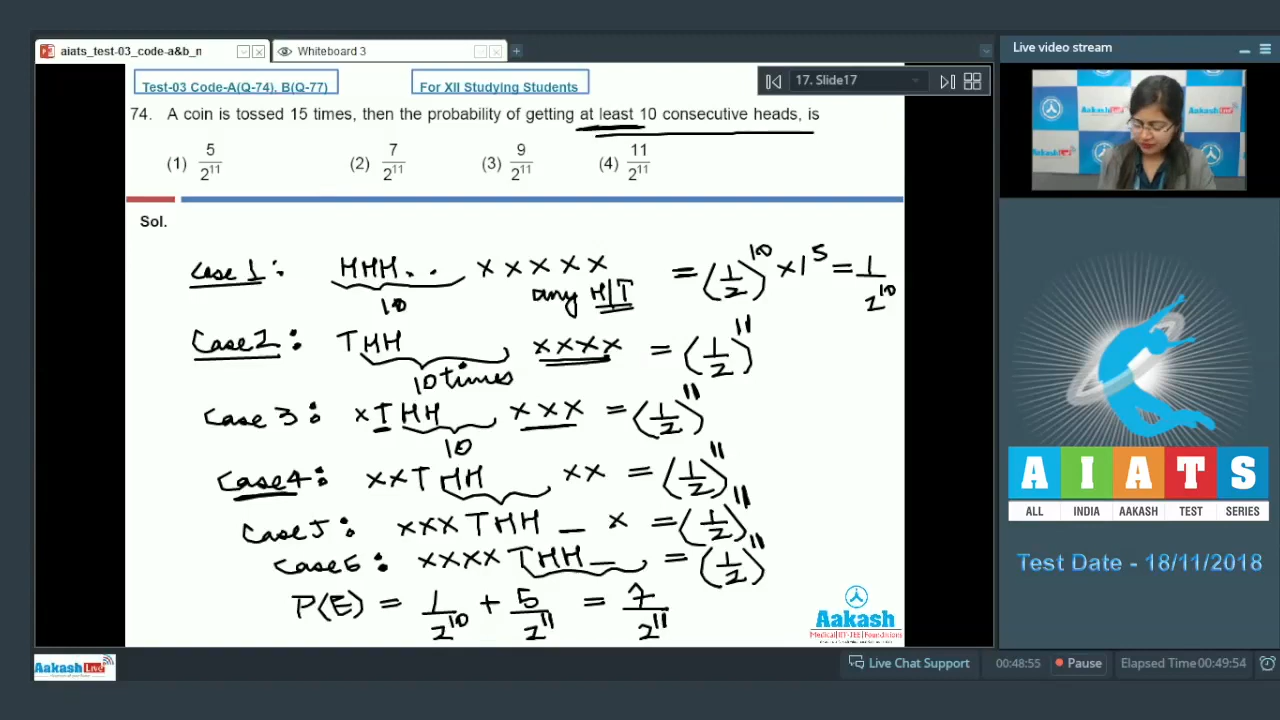 aiats_test-03_code-a&b_n
Whiteboard 3
Live video stream
Test-03 Code-A(Q-74), B(Q-77)
For XII Studying Students
17. Slide17
74. A coin is tossed 15 times, then the probability of getting at least 10 consecutive heads, is
(1) 5/2^11 (2) 7/2^11 (3) 9/2^11 (4) 11/2^11
Sol.
Case 1: HHH.. 10 x x x x x any H/T = (1/2)^10 x 1^5 = 1/2^10
Case 2: THH 10 times x x x x = (1/2)^11
Case 3: x T HH 10 x x x = (1/2)^11
Case 4: x x T HH x x = (1/2)^11
Case 5: x x x T HH _ x = (1/2)^11
Case 6: x x x x T HH _ = (1/2)^11
P(E) = 1/2^10 + 5/2^11 = 7/2^11
Aakash
Medical|IIT-JEE|Foundations
AIATS
ALL INDIA AAKASH TEST SERIES
Test Date - 18/11/2018
Aakash Live
Live Chat Support
00:48:55
Pause
Elapsed Time 00:49:54